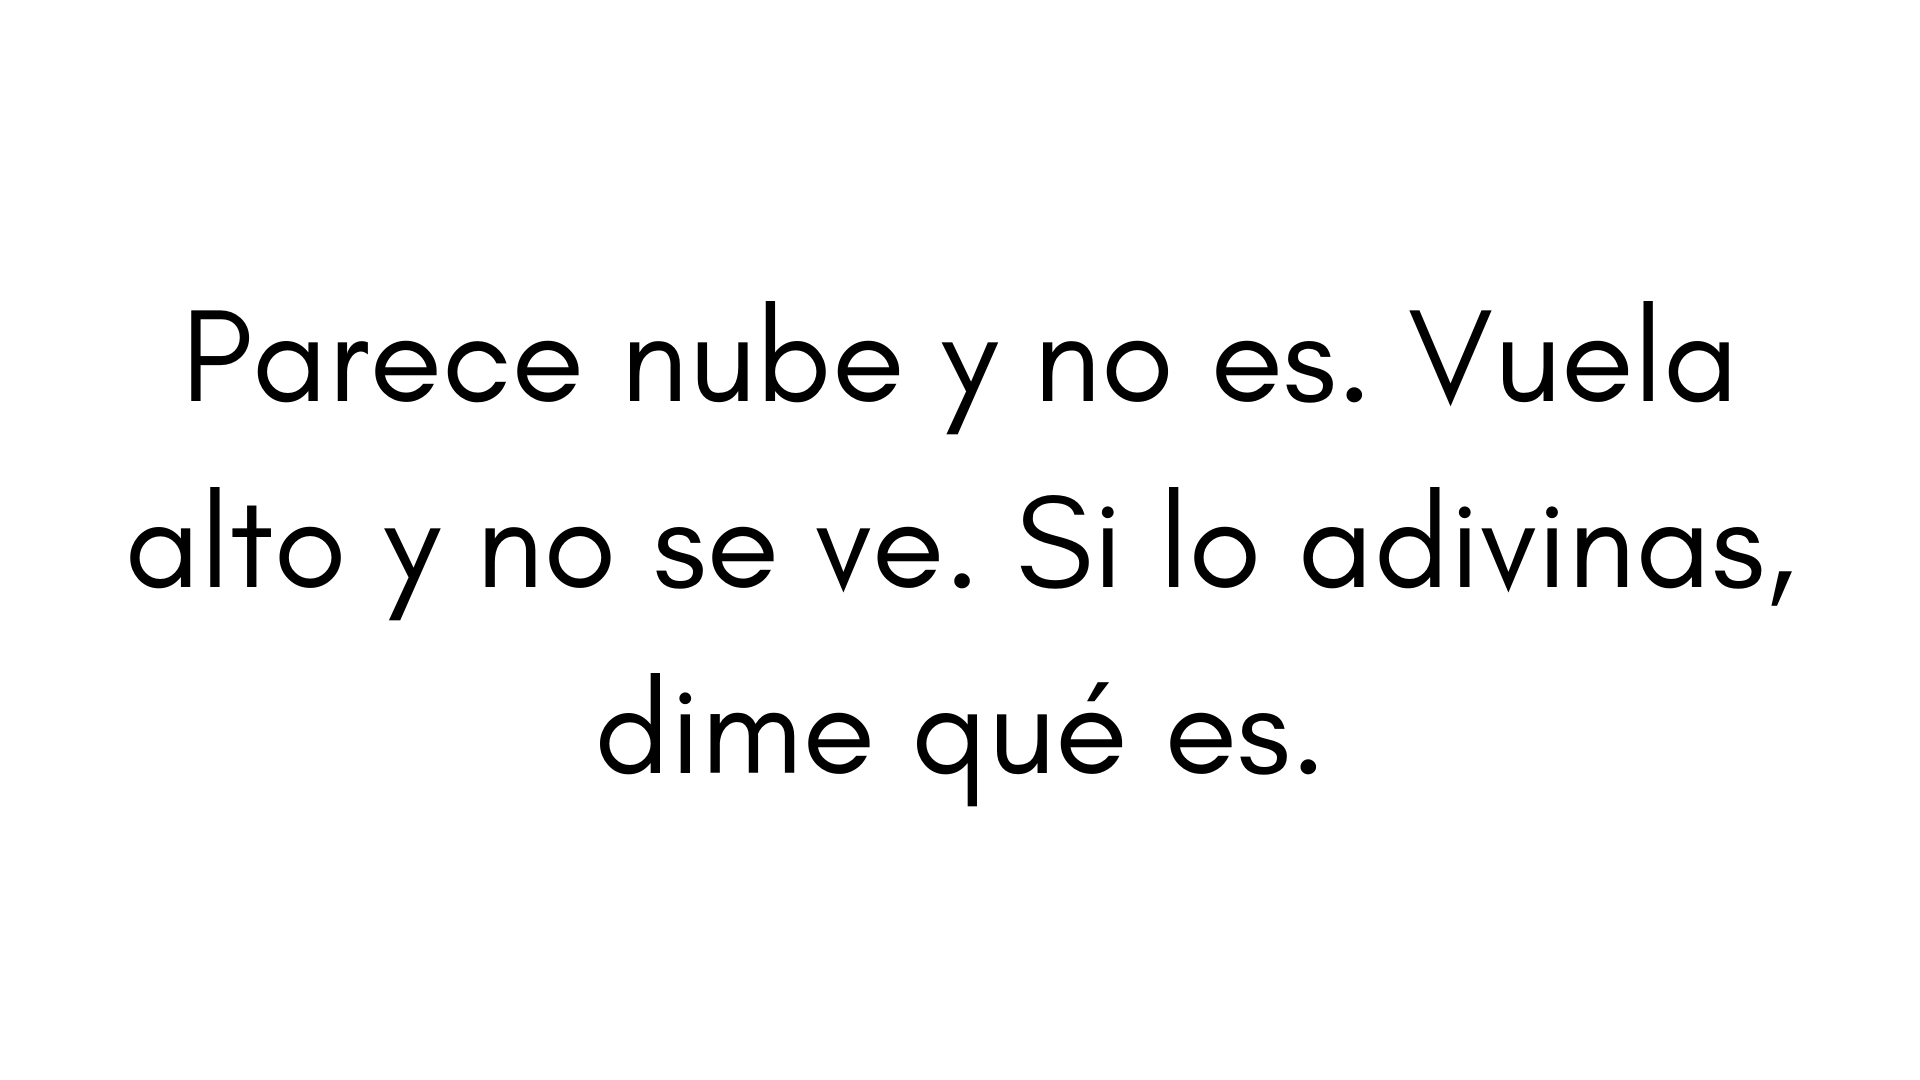 Parece nube y no es. Vuela
alto y no se ve. Si lo adivinas,
dime qué es.